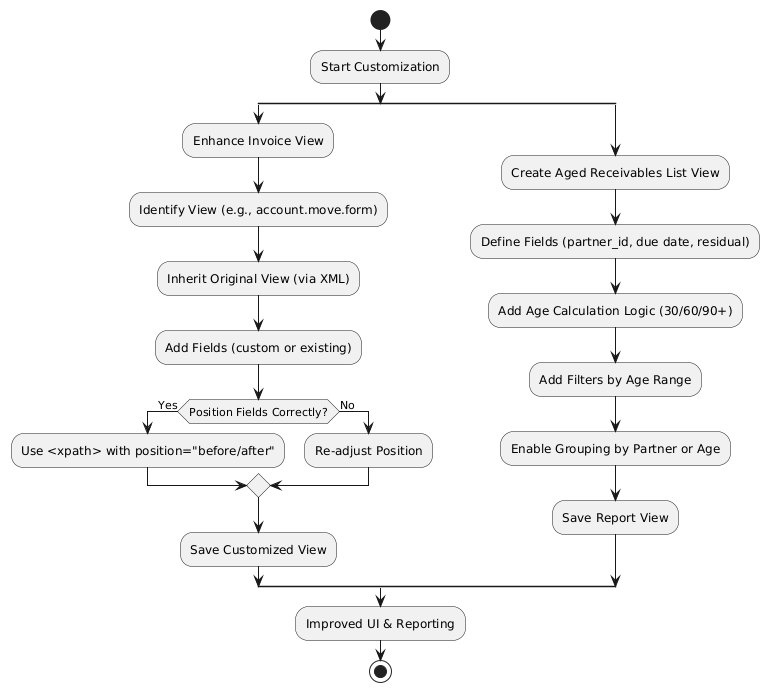 Start Customization
Enhance Invoice View
Identify View (e.g., account.move.form)
Inherit Original View (via XML)
Add Fields (custom or existing)
Position Fields Correctly?
Yes
No
Use <xpath> with position="before/after"
Re-adjust Position
Save Customized View
Create Aged Receivables List View
Define Fields (partner_id, due date, residual)
Add Age Calculation Logic (30/60/90+)
Add Filters by Age Range
Enable Grouping by Partner or Age
Save Report View
Improved UI & Reporting